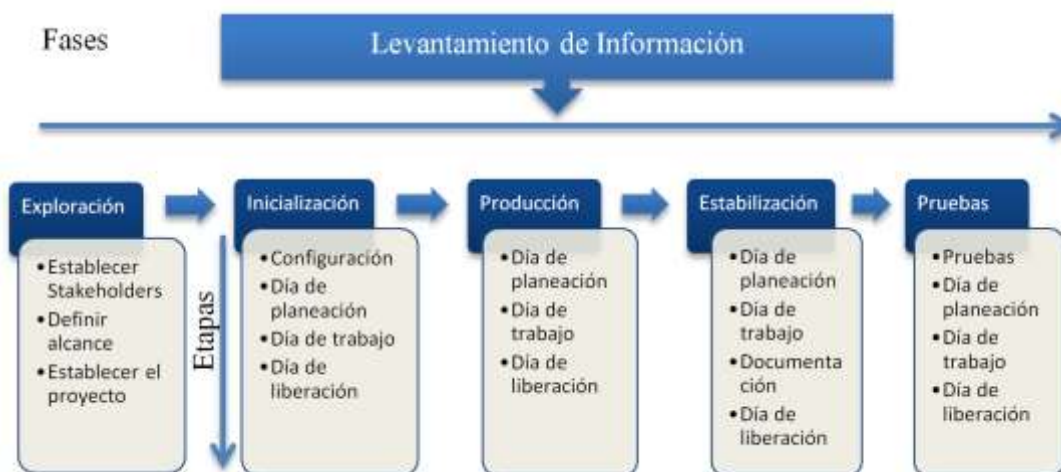 Fases
Levantamiento de Información
Exploración
•Establecer
Stakeholders
•Definir
alcance
•Establecer el
proyecto
Etapas
Inicialización
•Configuración
•Día de
planeación
•Día de trabajo
•Día de
liberación
Producción
•Día de
planeación
•Día de
trabajo
•Día de
liberación
Estabilización
•Día de
planeación
•Día de
trabajo
•Documenta
ción
•Día de
liberación
Pruebas
•Pruebas
•Día de
planeación
•Día de
trabajo
•Día de
liberación